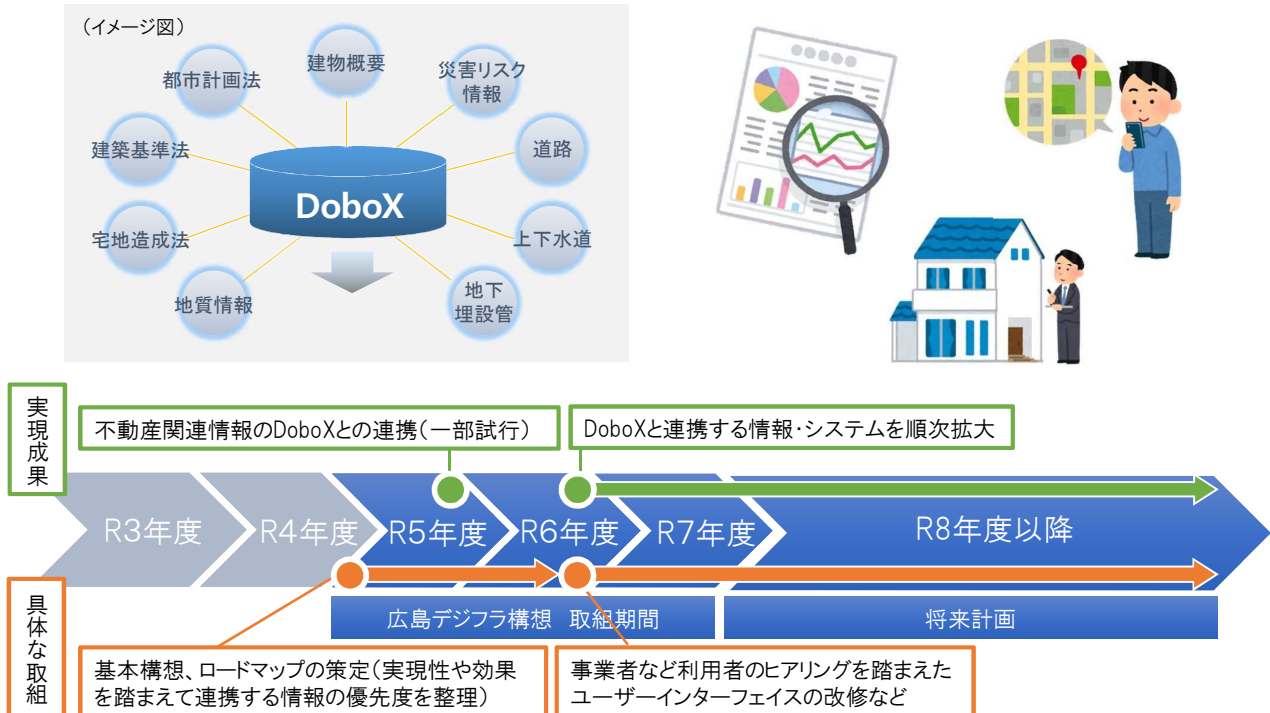 (イメージ図)
建物概要
都市計画法
災害リスク
情報
建築基準法
道路
DoboX
宅地造成法
上下水道
地質情報
地下
埋設管
実現成果
不動産関連情報のDoboXとの連携(一部試行)
DoboXと連携する情報・システムを順次拡大
R3年度
R4年度
R5年度
R6年度
R7年度
R8年度以降
具体な取組
広島デジフラ構想 取組期間
将来計画
基本構想、ロードマップの策定(実現性や効果
を踏まえて連携する情報の優先度を整理)
事業者など利用者のヒアリングを踏まえた
ユーザーインターフェイスの改修など